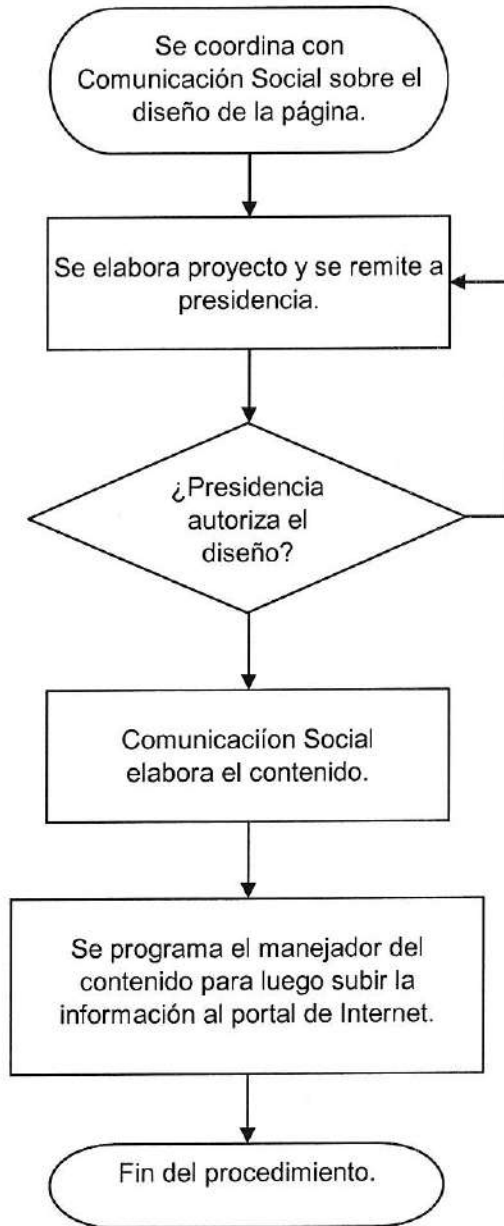 Se coordina con
Comunicación Social sobre el
diseño de la página.
Se elabora proyecto y se remite a
presidencia.
¿Presidencia
autoriza el
diseño?
Comunicaciíon Social
elabora el contenido.
Se programa el manejador del
contenido para luego subir la
información al portal de Internet.
Fin del procedimiento.